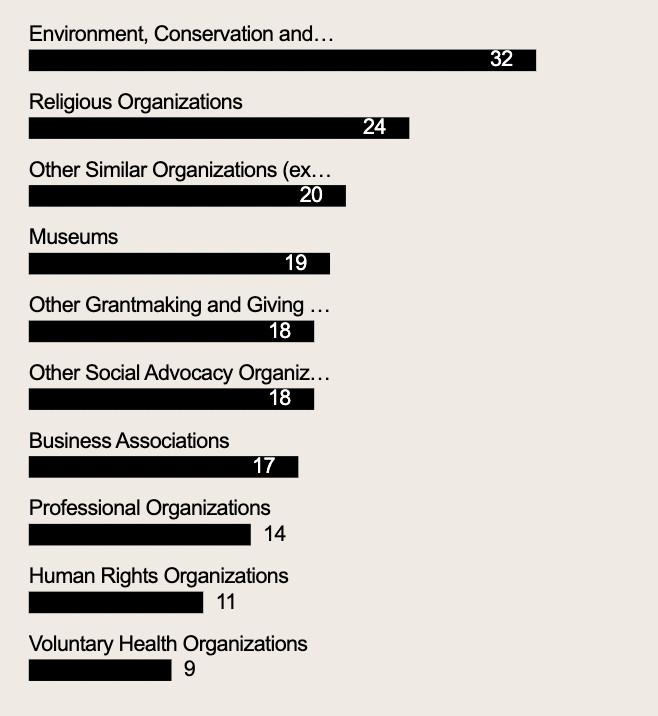 Environment, Conservation and…
32
Religious Organizations
24
Other Similar Organizations (ex…
20
Museums
19
Other Grantmaking and Giving …
18
Other Social Advocacy Organiz…
18
Business Associations
17
Professional Organizations
14
Human Rights Organizations
11
Voluntary Health Organizations
9